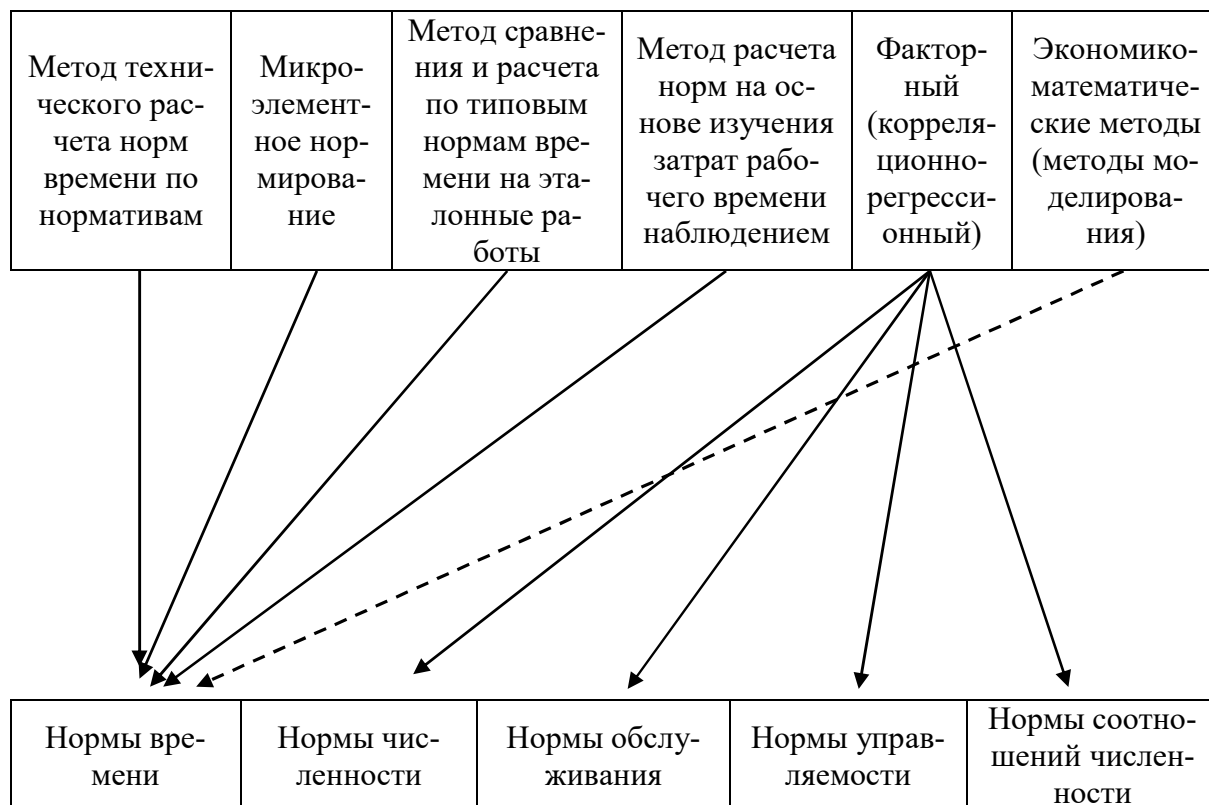 Метод техни-
ческого рас-
чета норм
времени по
нормативам
Микро-
элемент-
ное нор-
мирова-
ние
Метод сравне-
ния и расчета
по типовым
нормам вре-
мени на эта-
лонные ра-
боты
Метод расчета
норм на ос-
нове изучения
затрат рабо-
чего времени
наблюдением
Фактор-
ный
(корреля-
ционно-
регресси-
онный)
Экономико-
математиче-
ские методы
(методы мо-
делирова-
ния)
Нормы вре-
мени
Нормы чис-
ленности
Нормы обслу-
живания
Нормы управ-
ляемости
Нормы соотно-
шений числен-
ности